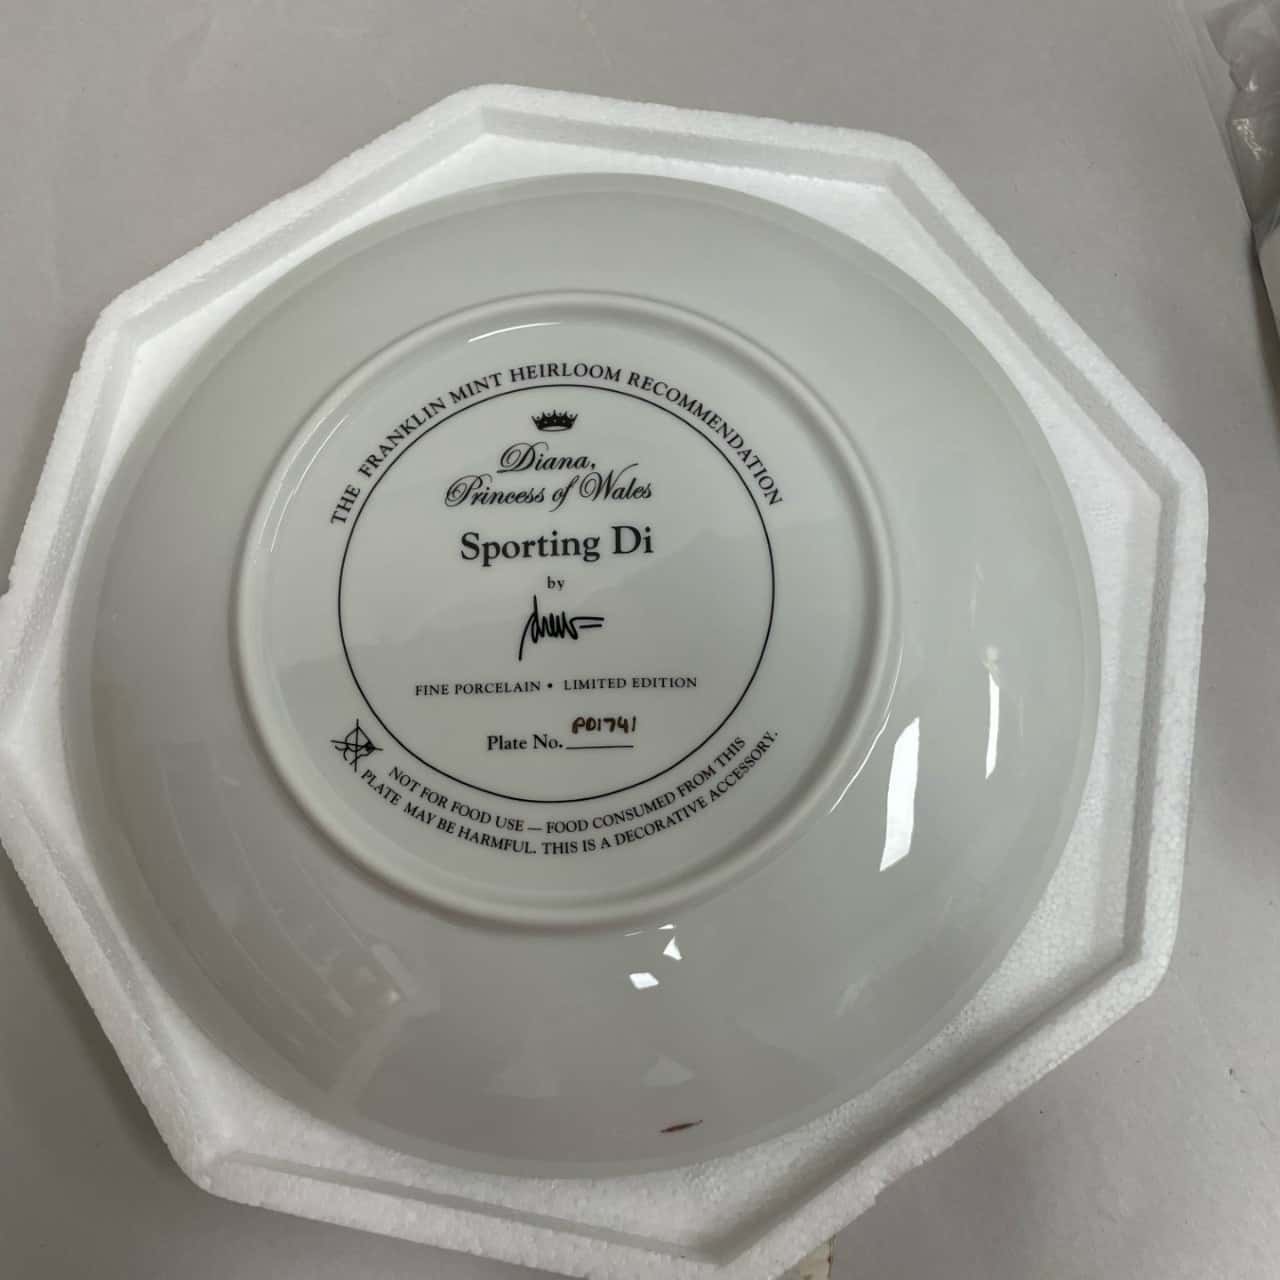 THE FRANKLIN MINT HEIRLOOM RECOMMENDATION
Diana,
Princess of Wales
Sporting Di
by
FINE PORCELAIN • LIMITED EDITION
Plate No. P01741
NOT FOR FOOD USE — FOOD CONSUMED FROM THIS
PLATE MAY BE HARMFUL. THIS IS A DECORATIVE ACCESSORY.